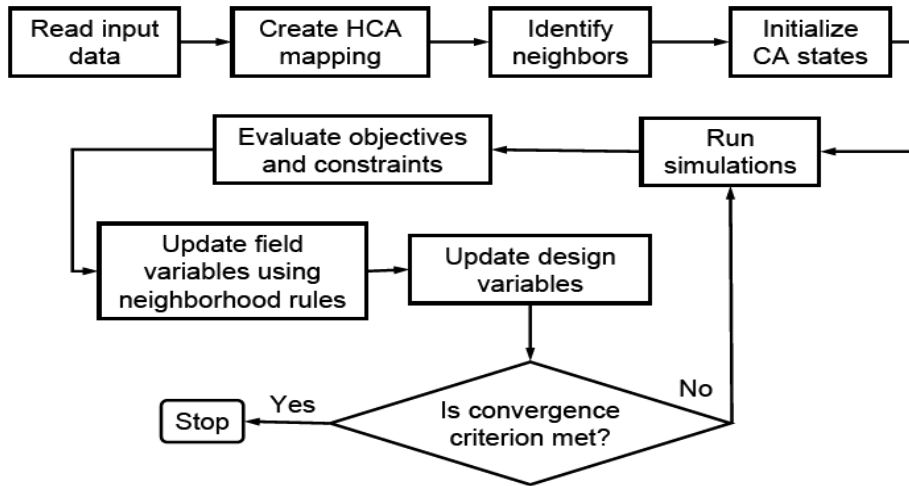 Read input
data
Create HCA
mapping
Identify
neighbors
Initialize
CA states
Evaluate objectives
and constraints
Run
simulations
Update field
variables using
neighborhood rules
Update design
variables
Is convergence
criterion met?
No
Yes
Stop